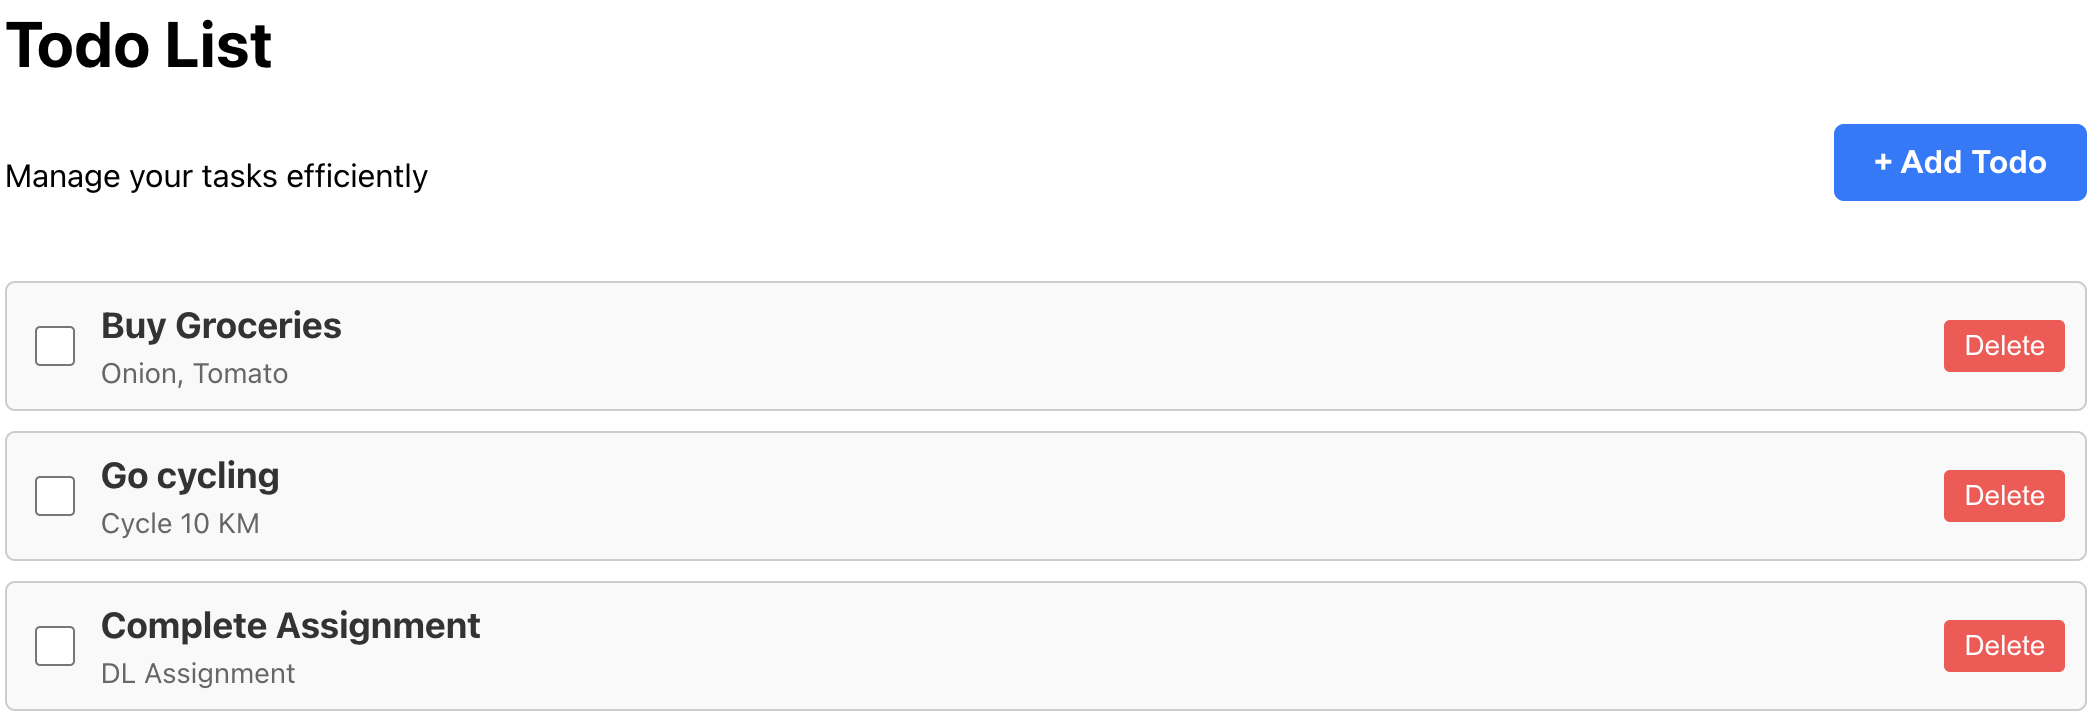 Todo List
Manage your tasks efficiently
+ Add Todo
Buy Groceries
Onion, Tomato
Delete
Go cycling
Cycle 10 KM
Delete
Complete Assignment
DL Assignment
Delete